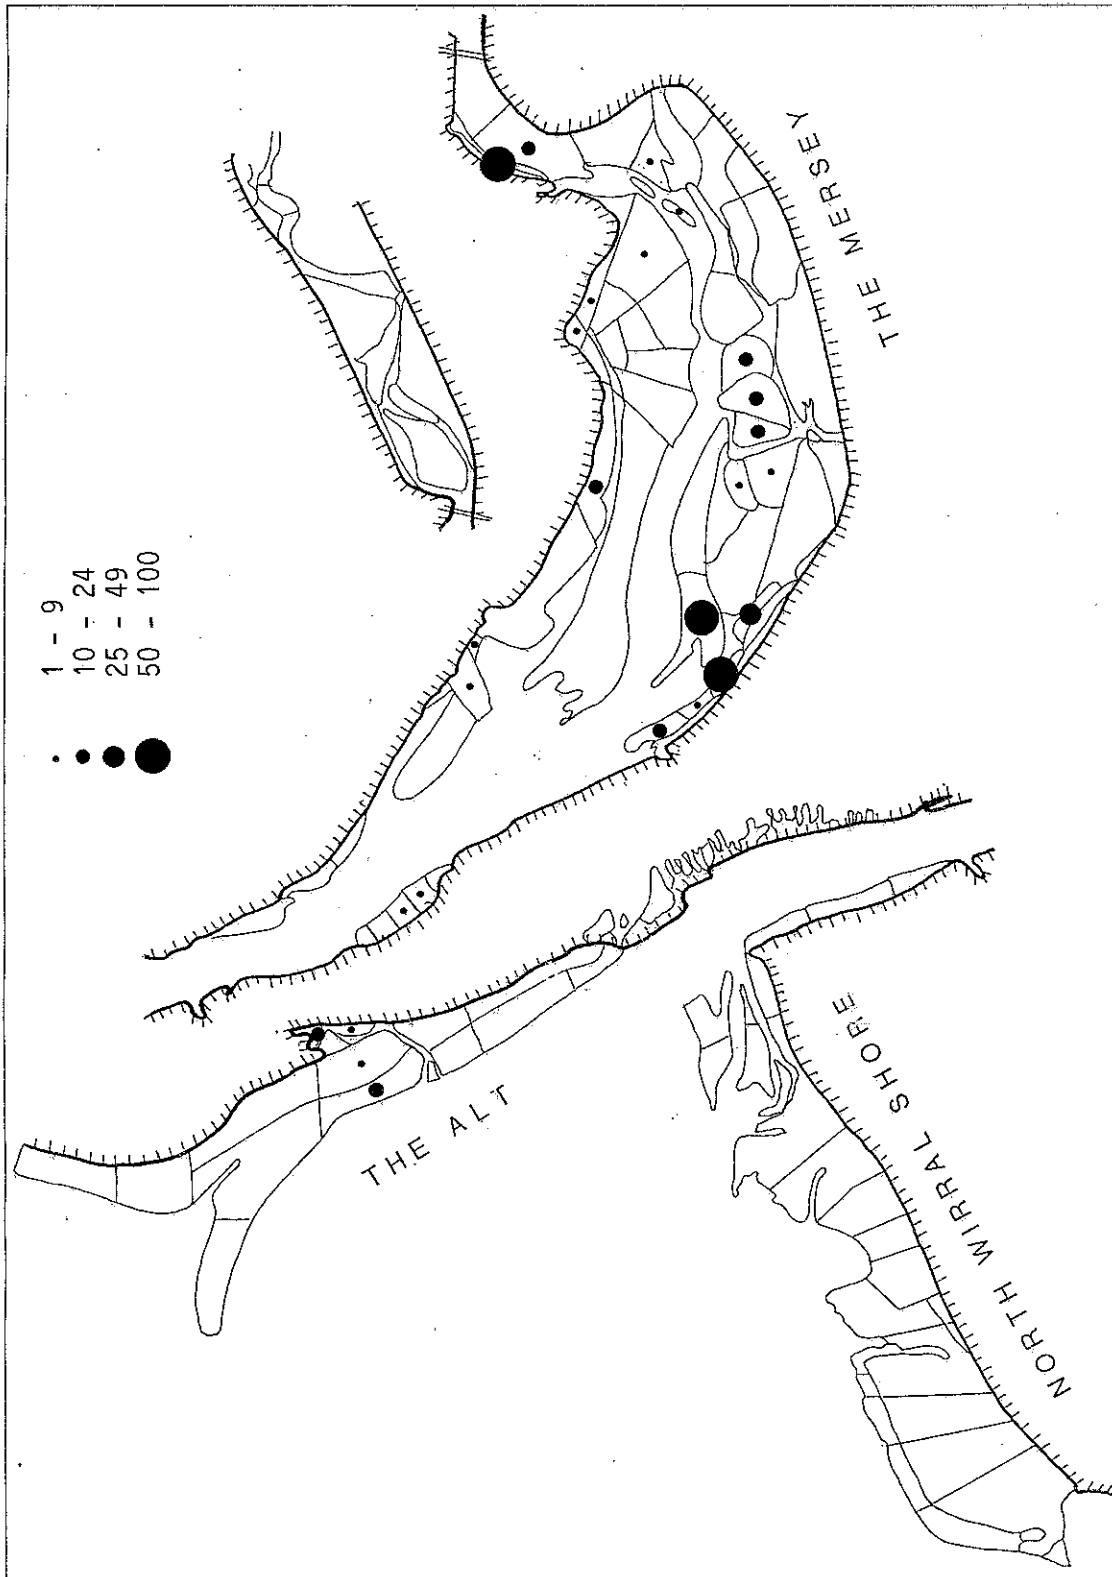 1 - 9
10 - 24
25 - 49
50 - 100
THE MERSEY
THE ALT
NORTH WIRRAL SHORE